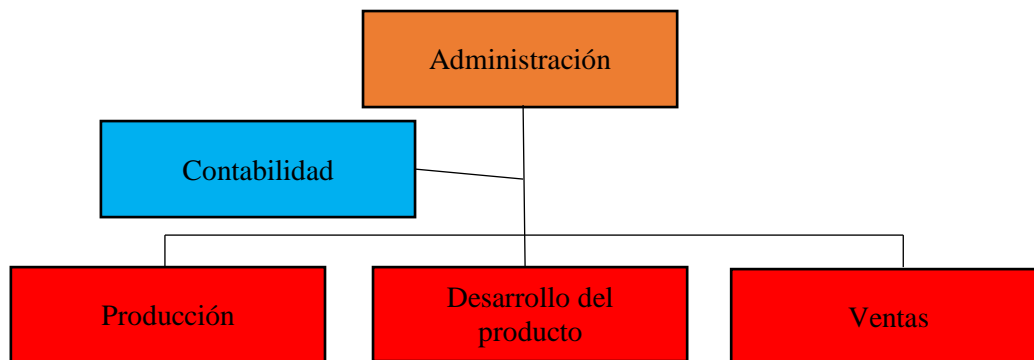 Administración
Contabilidad
Producción
Desarrollo del
producto
Ventas